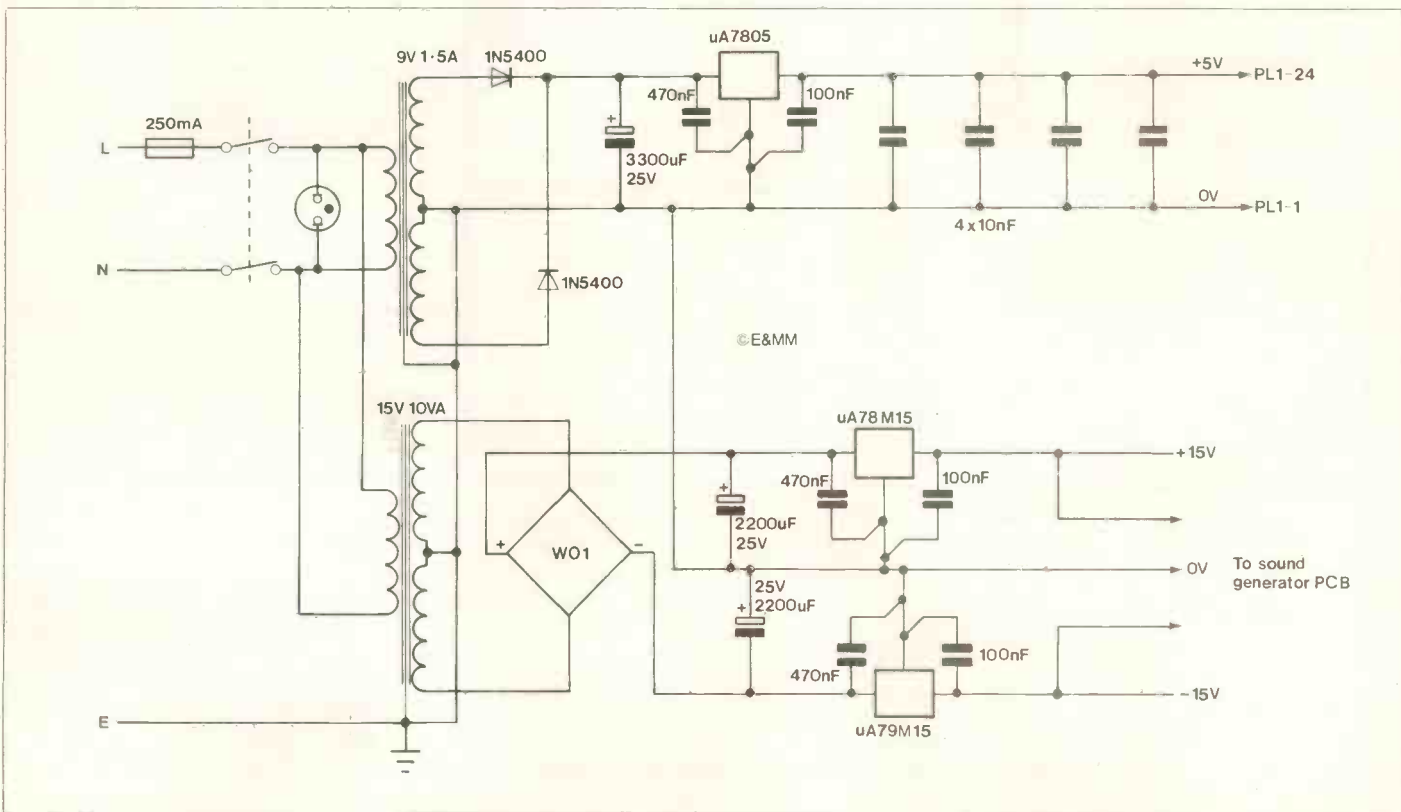 uA7805
9V 1·5A
1N5400
+5V
PL1-24
470nF
100nF
250mA
L
+
3300uF
25V
0V
PL1-1
4x10nF
N
1N5400
©E&MM
15V 10VA
uA78M15
+15V
470nF
100nF
+
2200uF
25V
+
W01
-
0V
To sound
generator PCB
25V
+
2200uF
470nF
100nF
-15V
uA79M15
E